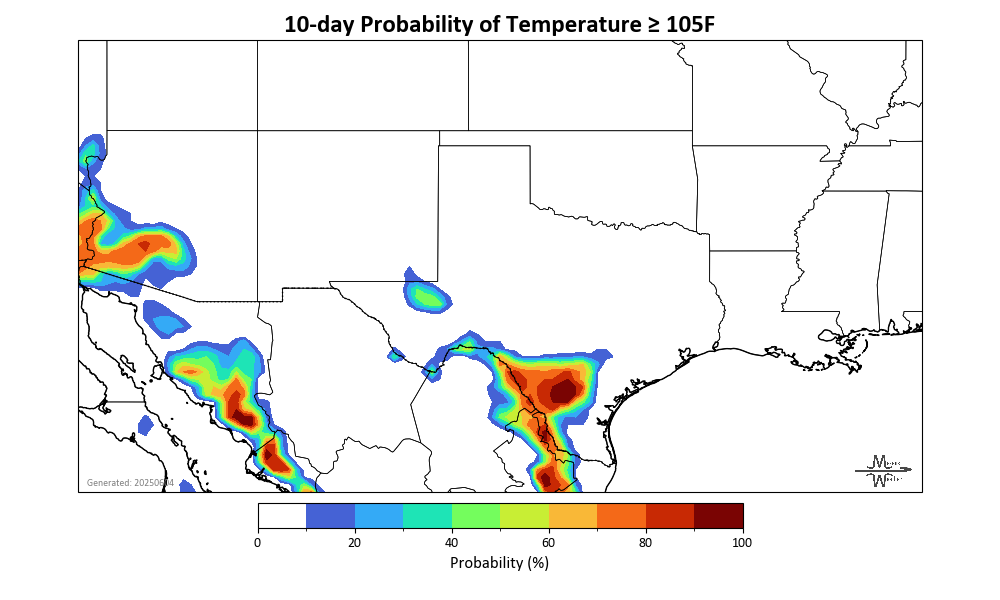 10-day Probability of Temperature ≥ 105F
Generated: 20250604
0 20 40 60 80 100
Probability (%)